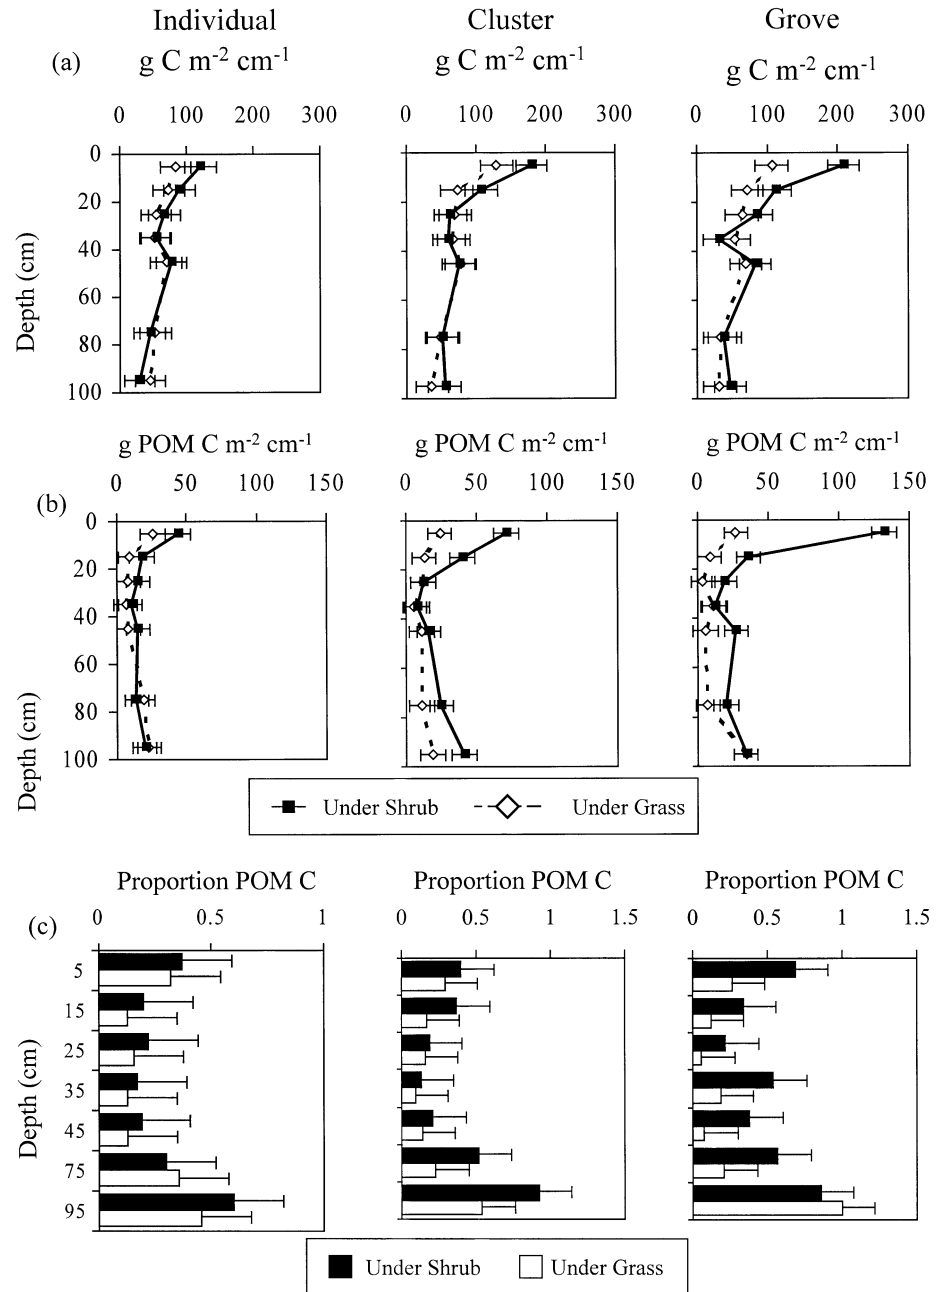 Individual Cluster Grove
(a) g C m⁻² cm⁻¹ g C m⁻² cm⁻¹ g C m⁻² cm⁻¹
0 100 200 300 0 100 200 300 0 100 200 300
0
20
40
60
80
100
Depth (cm)
g POM C m⁻² cm⁻¹ g POM C m⁻² cm⁻¹ g POM C m⁻² cm⁻¹
(b) 0 50 100 150 0 50 100 150 0 50 100 150
0
20
40
60
80
100
Depth (cm)
Under Shrub Under Grass
Proportion POM C Proportion POM C Proportion POM C
(c) 0 0.5 1 0 0.5 1 1.5 0 0.5 1 1.5
5
15
25
35
45
75
95
Depth (cm)
Under Shrub Under Grass